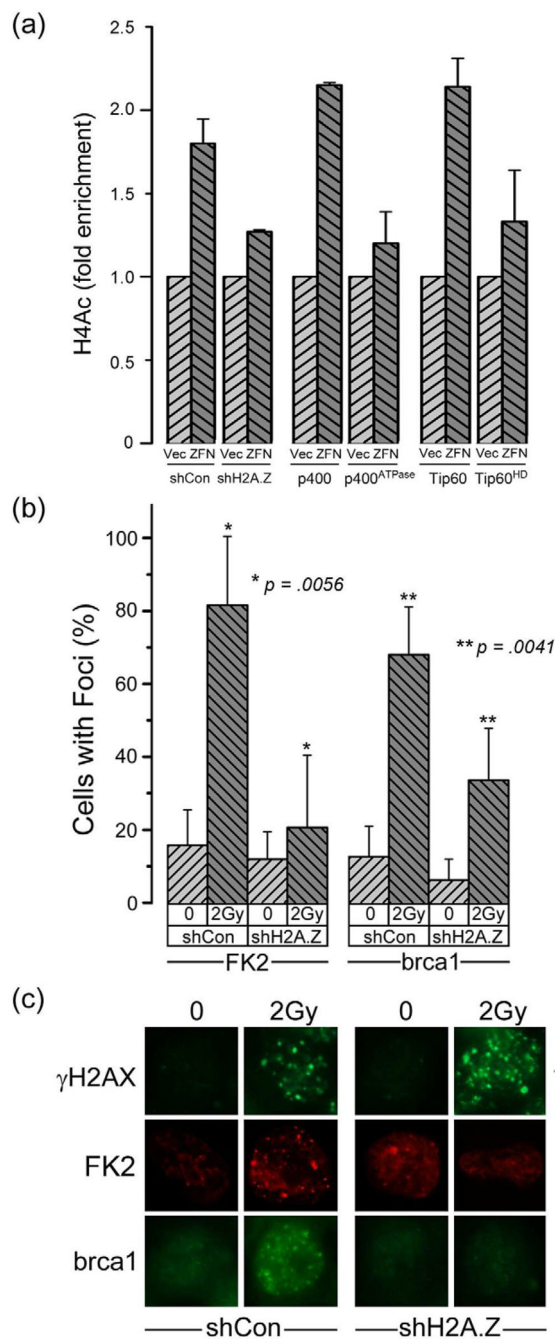 (a)
H4Ac (fold enrichment)
2.5
2.0
1.5
1.0
0.5
0
Vec ZFN Vec ZFN Vec ZFN Vec ZFN Vec ZFN Vec ZFN
shCon shH2A.Z p400 p400ATPase Tip60 Tip60HD
(b)
Cells with Foci (%)
100
80
60
40
20
0
*
* p = .0056
*
**
** p = .0041
**
0 2Gy 0 2Gy 0 2Gy 0 2Gy
shCon shH2A.Z shCon shH2A.Z
FK2 brca1
(c)
0 2Gy 0 2Gy
γH2AX
FK2
brca1
shCon shH2A.Z